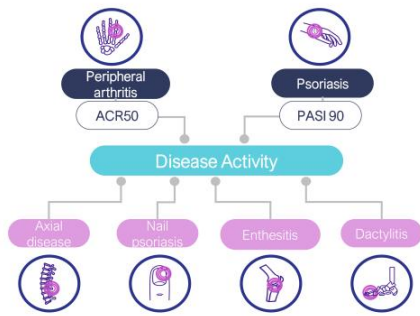 Peripheral
arthritis
Psoriasis
ACR50
PASI 90
Disease Activity
Axial
disease
Nail
psoriasis
Enthesitis
Dactylitis